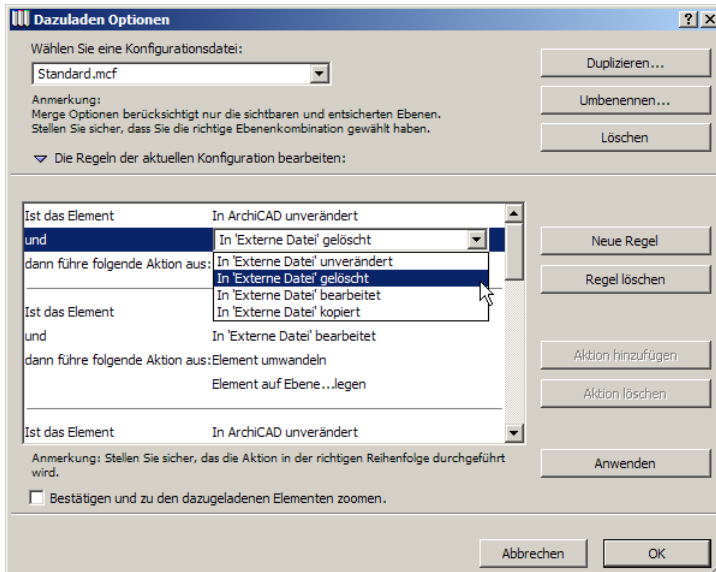 Dazuladen Optionen
Wählen Sie eine Konfigurationsdatei:
Standard.mcf
Duplizieren...
Anmerkung:
Merge Optionen berücksichtigt nur die sichtbaren und entsicherten Ebenen.
Stellen Sie sicher, dass Sie die richtige Ebenenkombination gewählt haben.
Umbenennen...
Löschen
Die Regeln der aktuellen Konfiguration bearbeiten:
Ist das Element In ArchiCAD unverändert
und In 'Externe Datei' gelöscht
Neue Regel
dann führe folgende Aktion aus: In 'Externe Datei' unverändert
In 'Externe Datei' gelöscht
Regel löschen
In 'Externe Datei' bearbeitet
Ist das Element In 'Externe Datei' kopiert
und In 'Externe Datei' bearbeitet
dann führe folgende Aktion aus: Element umwandeln
Aktion hinzufügen
Element auf Ebene...legen
Aktion löschen
Ist das Element In ArchiCAD unverändert
Anmerkung: Stellen Sie sicher, das die Aktion in der richtigen Reihenfolge durchgeführt
wird.
Anwenden
Bestätigen und zu den dazugeladenen Elementen zoomen.
Abbrechen OK